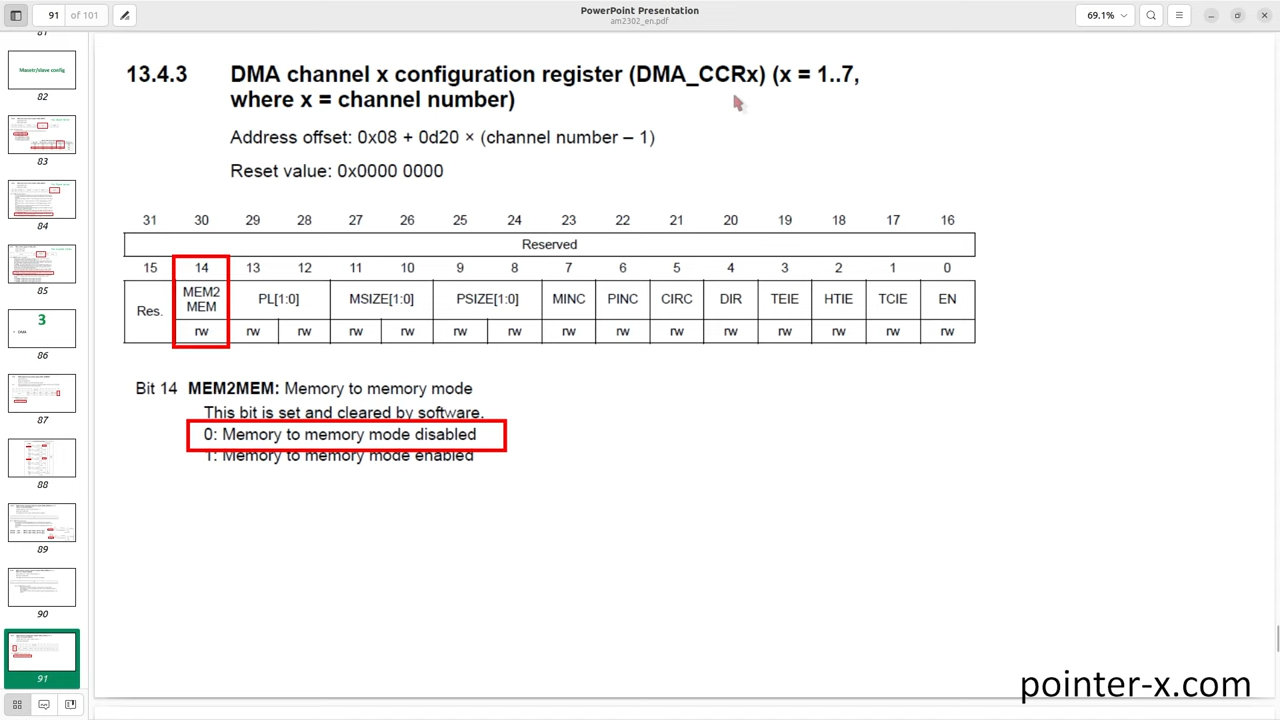 91 of 101
PowerPoint Presentation
am2302_en.pdf
69.1%
Masetr/slave config
82
83
84
85
3
86
87
88
89
90
91
13.4.3 DMA channel x configuration register (DMA_CCRx) (x = 1..7,
where x = channel number)
Address offset: 0x08 + 0d20 × (channel number – 1)
Reset value: 0x0000 0000
31 30 29 28 27 26 25 24 23 22 21 20 19 18 17 16
Reserved
15 14 13 12 11 10 9 8 7 6 5 4 3 2 1 0
Res. MEM2 MEM PL[1:0] MSIZE[1:0] PSIZE[1:0] MINC PINC CIRC DIR TEIE HTIE TCIE EN
rw rw rw rw rw rw rw rw rw rw rw rw rw rw rw
Bit 14 MEM2MEM: Memory to memory mode
This bit is set and cleared by software.
0: Memory to memory mode disabled
1: Memory to memory mode enabled
pointer-x.com